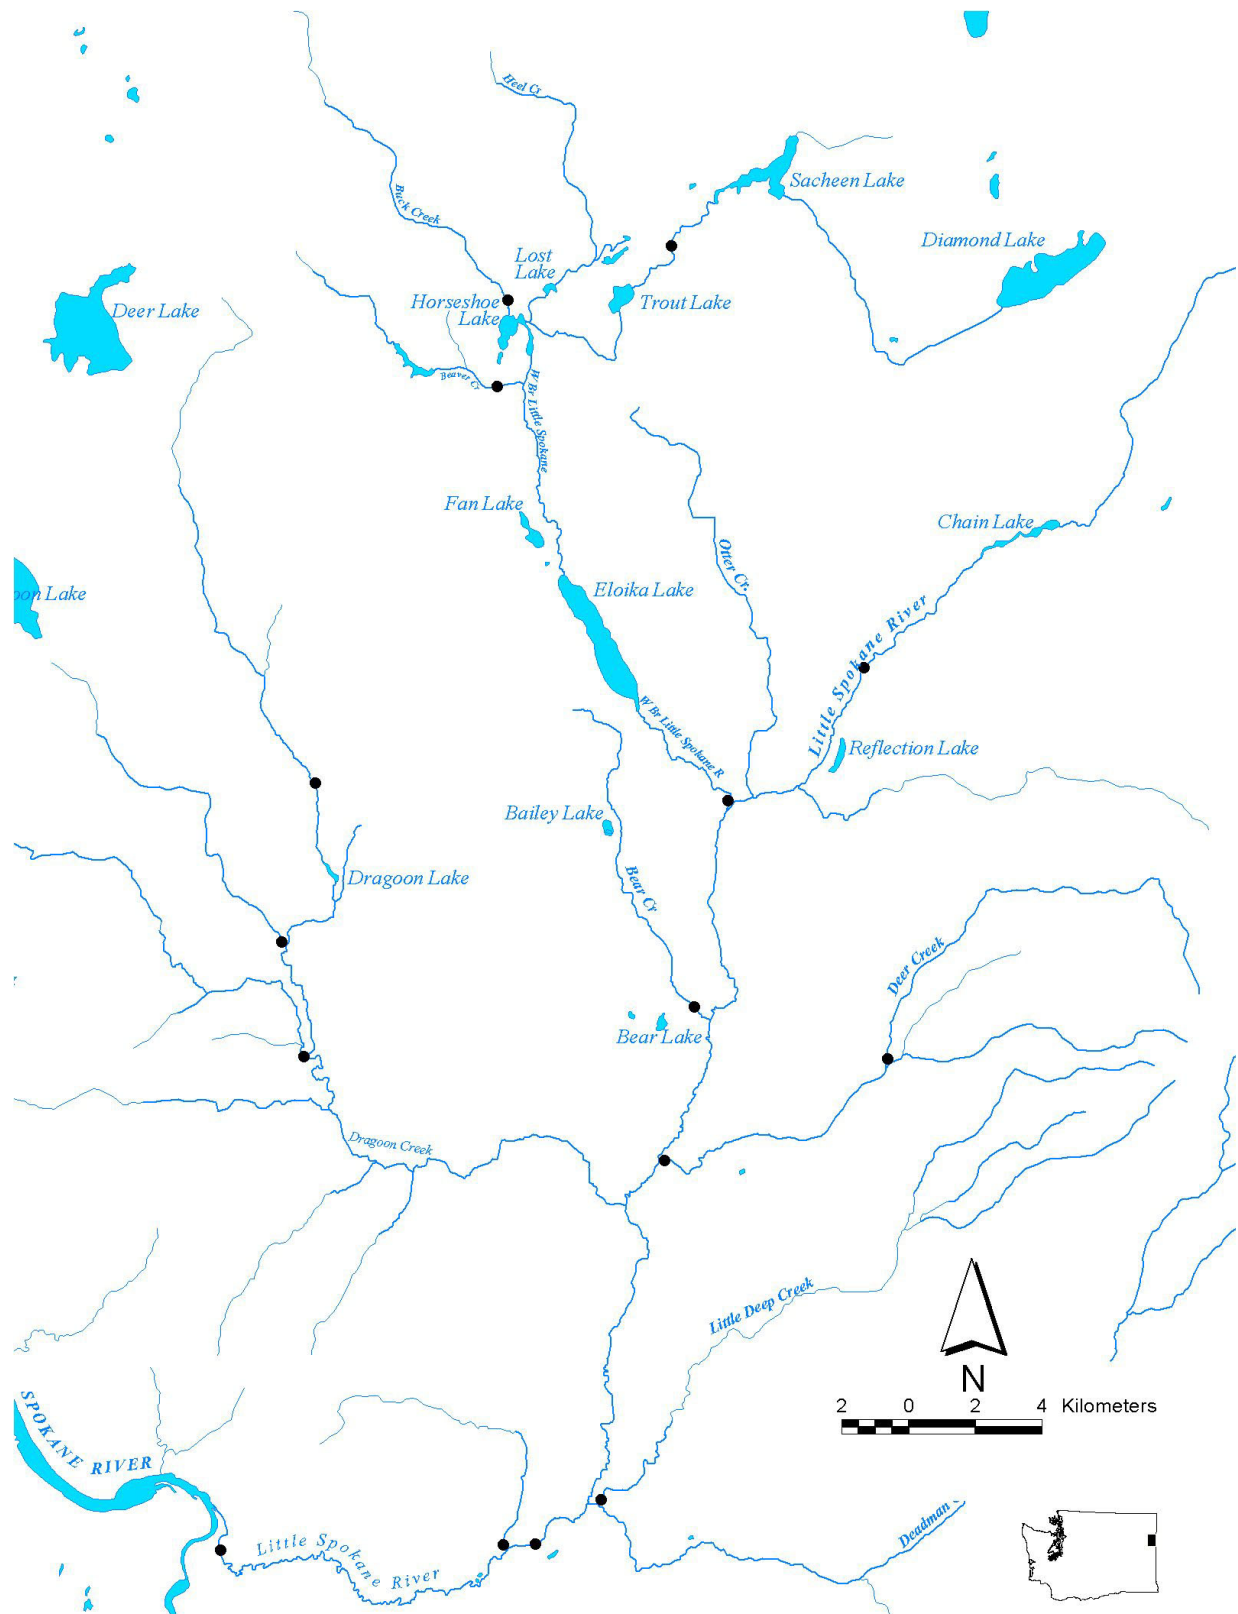 Heel Cr
Sacheen Lake
Buck Creek
Diamond Lake
Lost
Lake
Deer Lake
Horseshoe
Lake
Trout Lake
Beaver Cr
W Br Little Spokane
Fan Lake
Chain Lake
Otter Cr.
oon Lake
Eloika Lake
Little Spokane River
W Br Little Spokane R
Reflection Lake
Bailey Lake
Dragoon Lake
Bear Cr
Deer Creek
Bear Lake
Dragoon Creek
Little Deep Creek
N
2 0 2 4 Kilometers
SPOKANE RIVER
Little Spokane River
Deadman